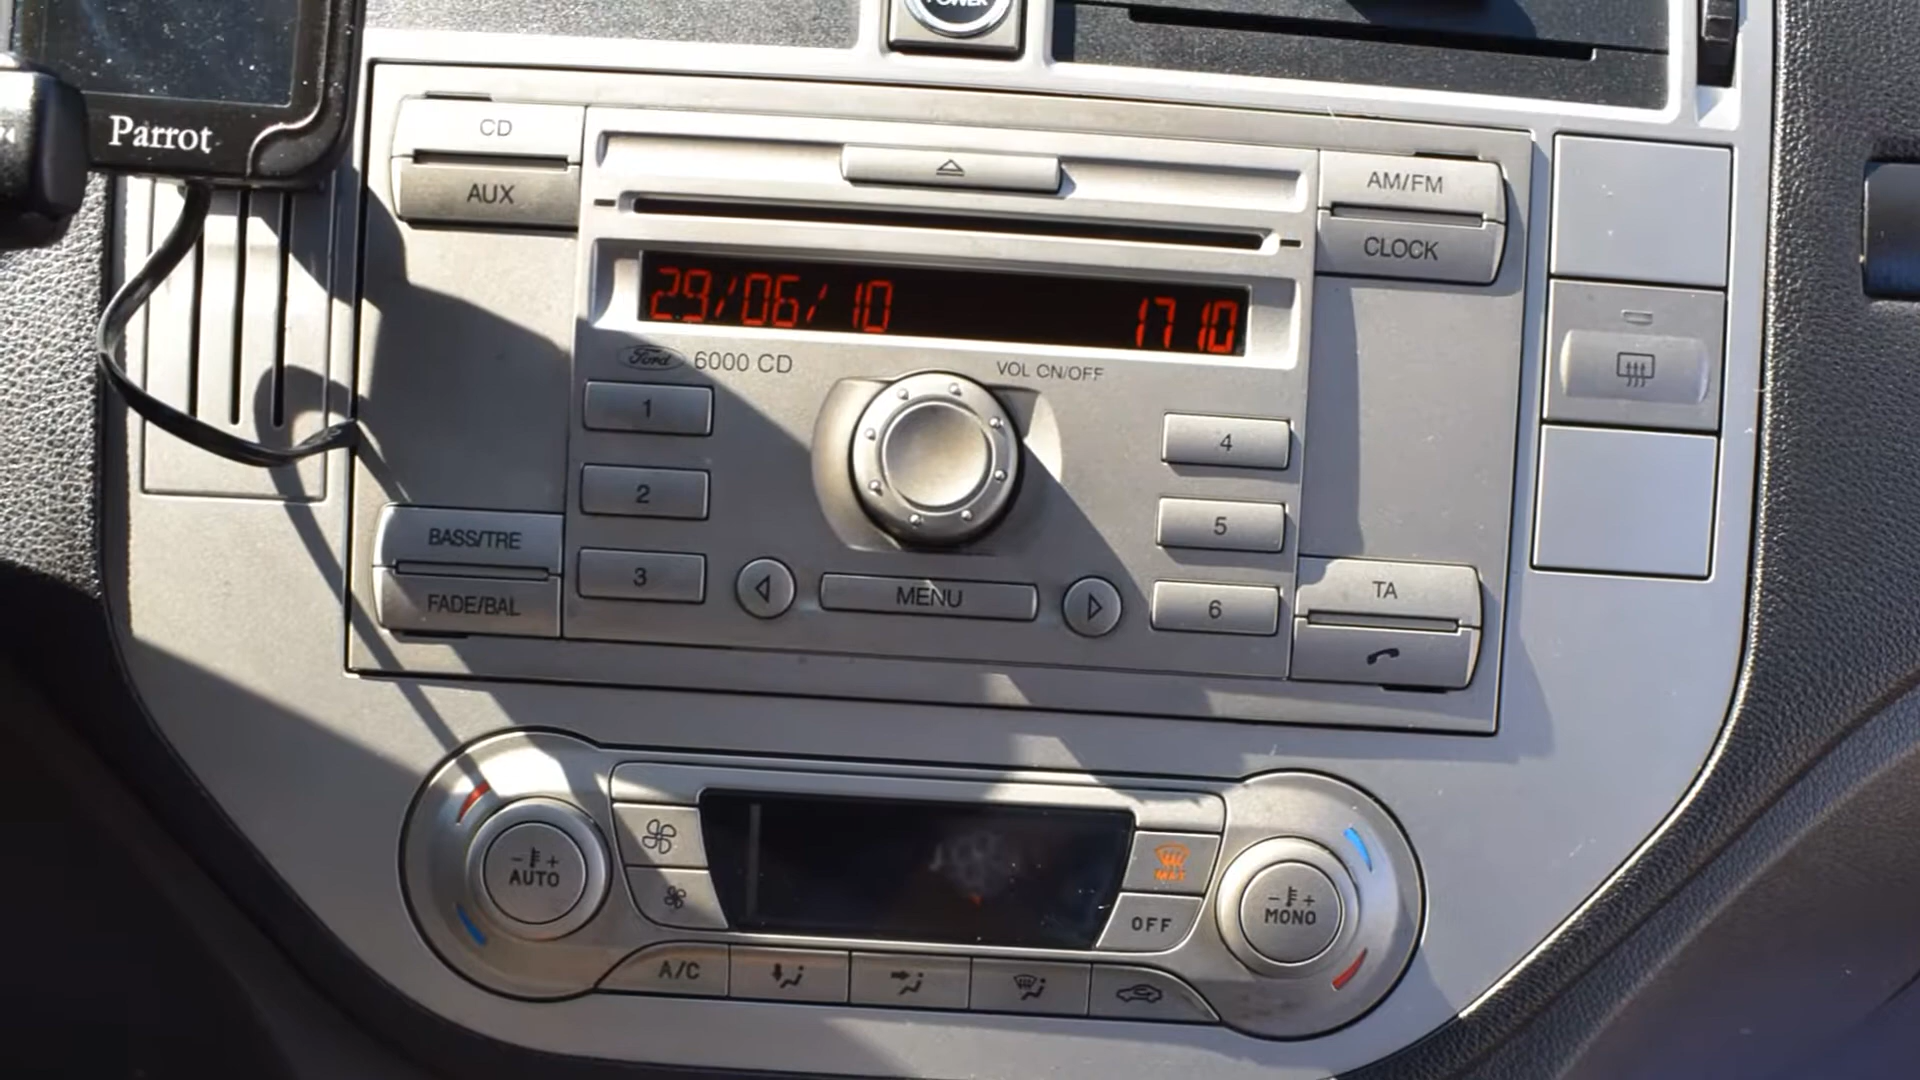 POWER
Parrot
CD
AUX
AM/FM
CLOCK
29/06/10 17 10
Ford 6000 CD
VOL ON/OFF
1
2
3
4
5
6
BASS/TRE
FADE/BAL
MENU
TA
AUTO
MAX
OFF
MONO
A/C